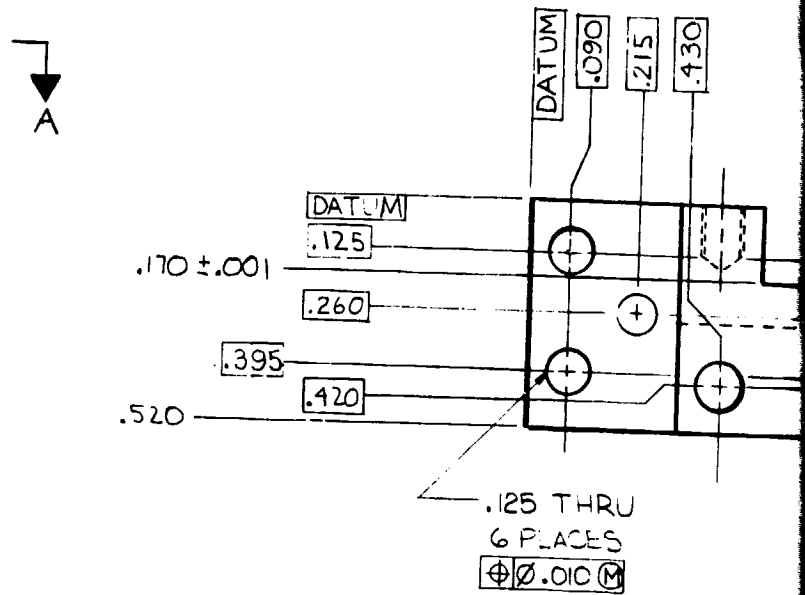 A
DATUM
.090
.215
.430
DATUM
.125
.170 ±.001
.260
.395
.420
.520
.125 THRU
6 PLACES
⌖ Ø.010 Ⓜ